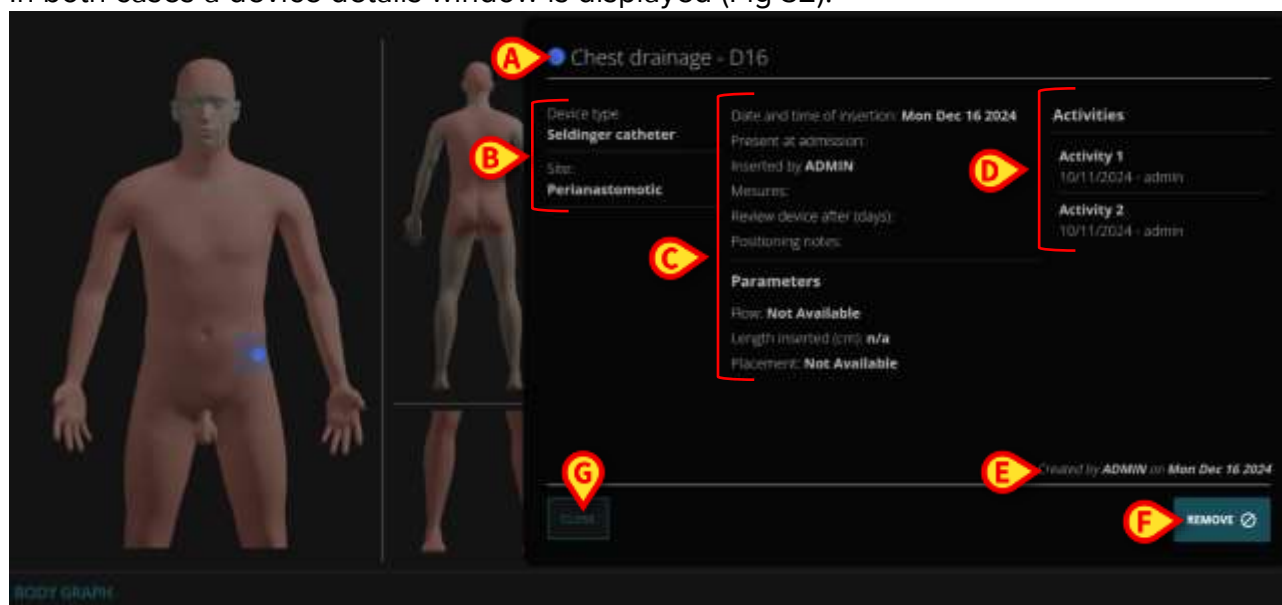 In both cases a device details window is displayed (Fig 82).
A
Chest drainage - D16
B
Device type:
Seldinger catheter
Site:
Perianastomotic
C
Date and time of insertion: Mon Dec 16 2024
Present at admission:
Inserted by ADMIN
Mesures:
Review device after (days):
Positioning notes:
Parameters
Flow: Not Available
Length inserted (cm): n/a
Placement: Not Available
D
Activities
Activity 1
10/11/2024 - admin
Activity 2
10/11/2024 - admin
E
Created by ADMIN on Mon Dec 16 2024
G
CLOSE
F
REMOVE
BODY GRAPH